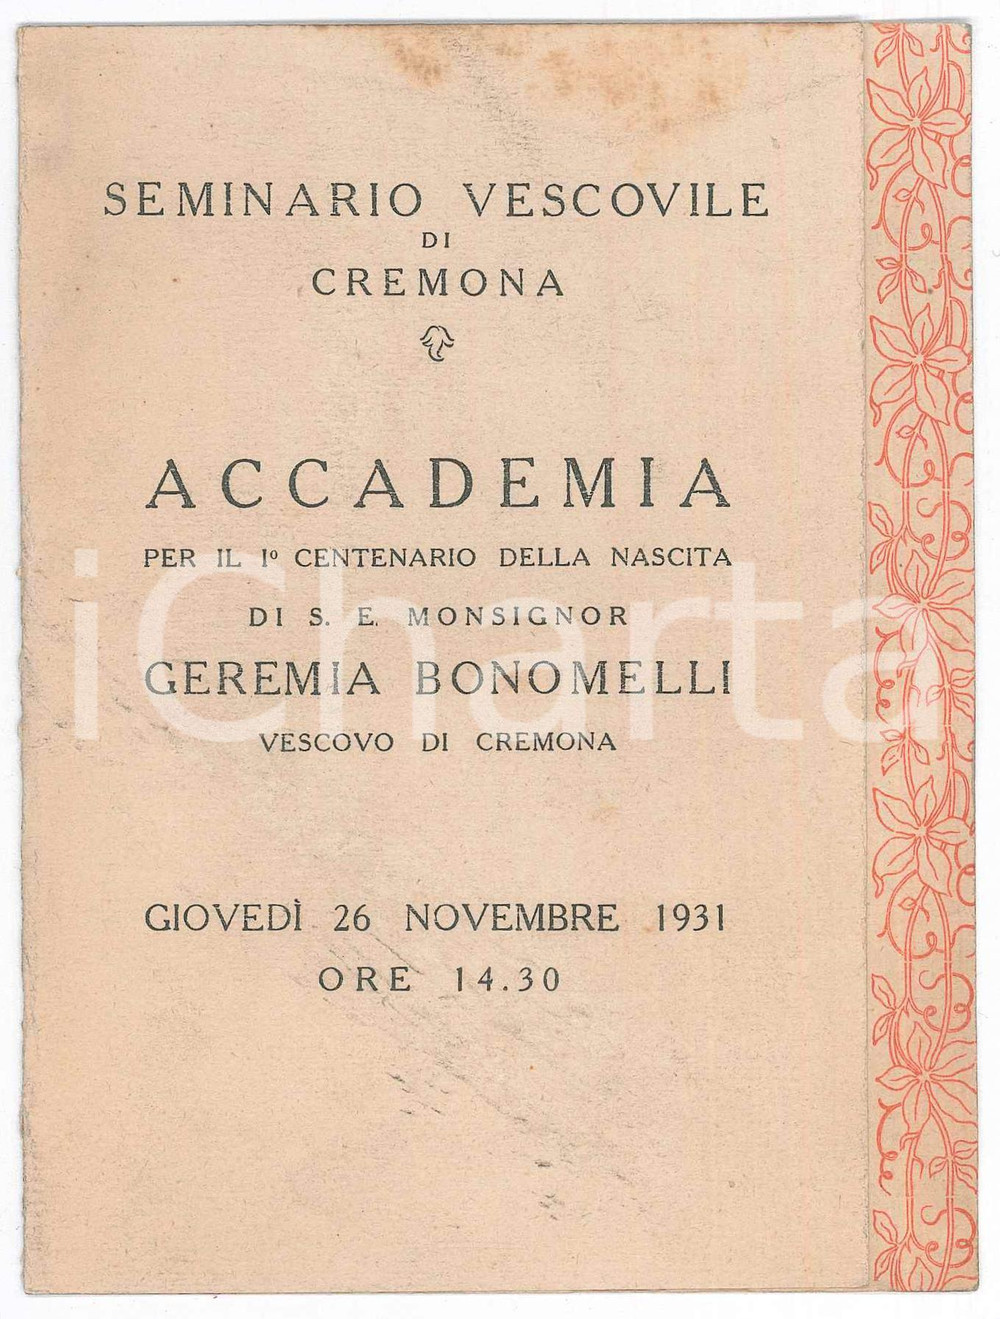 SEMINARIO VESCOVILE
DI
CREMONA
ACCADEMIA
PER IL Iº CENTENARIO DELLA NASCITA
DI S. E. MONSIGNOR
GEREMIA BONOMELLI
VESCOVO DI CREMONA
GIOVEDÌ 26 NOVEMBRE 1931
ORE 14.30
iCharta